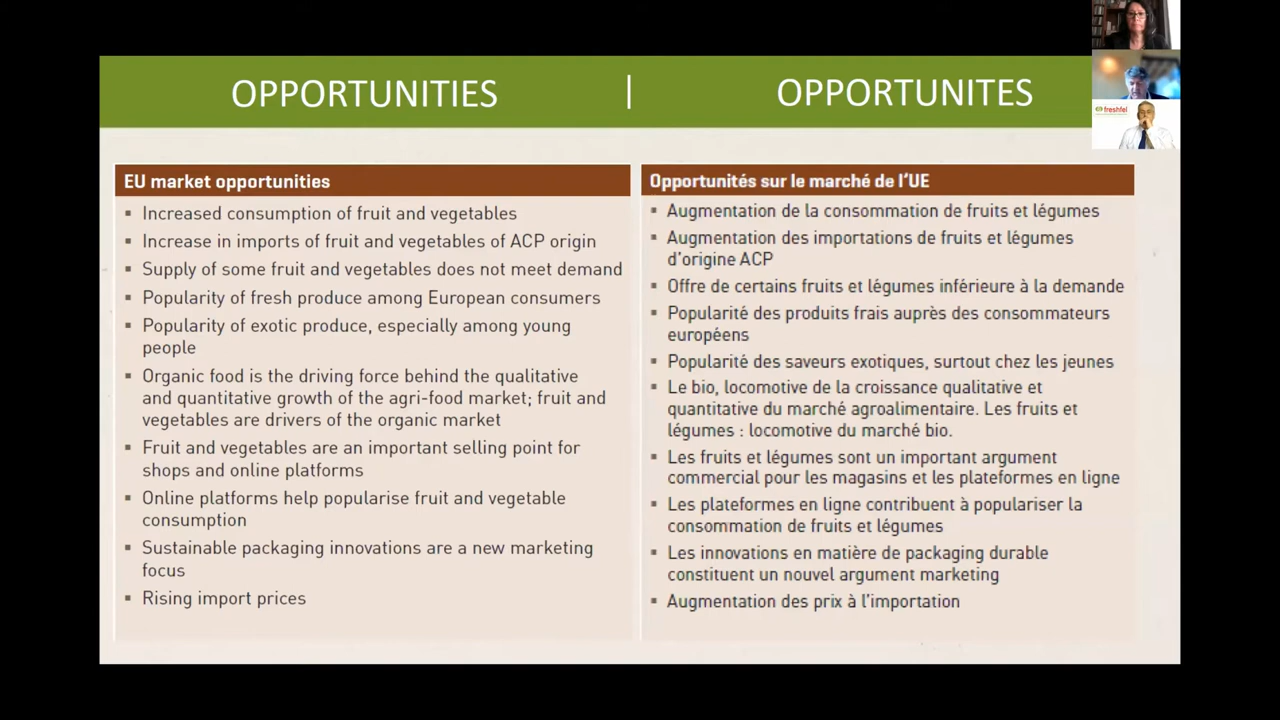 OPPORTUNITIES | OPPORTUNITES
freshfel
EU market opportunities
▪ Increased consumption of fruit and vegetables
▪ Increase in imports of fruit and vegetables of ACP origin
▪ Supply of some fruit and vegetables does not meet demand
▪ Popularity of fresh produce among European consumers
▪ Popularity of exotic produce, especially among young
people
▪ Organic food is the driving force behind the qualitative
and quantitative growth of the agri-food market; fruit and
vegetables are drivers of the organic market
▪ Fruit and vegetables are an important selling point for
shops and online platforms
▪ Online platforms help popularise fruit and vegetable
consumption
▪ Sustainable packaging innovations are a new marketing
focus
▪ Rising import prices
Opportunités sur le marché de l'UE
▪ Augmentation de la consommation de fruits et légumes
▪ Augmentation des importations de fruits et légumes
d'origine ACP
▪ Offre de certains fruits et légumes inférieure à la demande
▪ Popularité des produits frais auprès des consommateurs
européens
▪ Popularité des saveurs exotiques, surtout chez les jeunes
▪ Le bio, locomotive de la croissance qualitative et
quantitative du marché agroalimentaire. Les fruits et
légumes : locomotive du marché bio.
▪ Les fruits et légumes sont un important argument
commercial pour les magasins et les plateformes en ligne
▪ Les plateformes en ligne contribuent à populariser la
consommation de fruits et légumes
▪ Les innovations en matière de packaging durable
constituent un nouvel argument marketing
▪ Augmentation des prix à l'importation